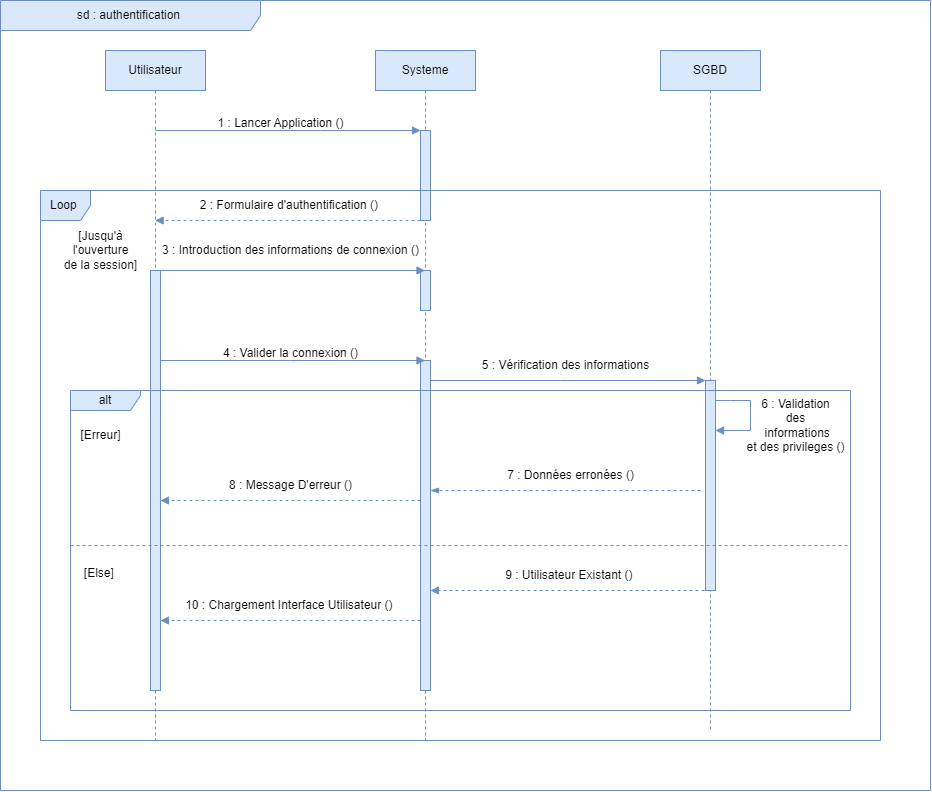 sd : authentification
Utilisateur
Systeme
SGBD
1 : Lancer Application ()
Loop
2 : Formulaire d'authentification ()
[Jusqu'à
l'ouverture
de la session]
3 : Introduction des informations de connexion ()
4 : Valider la connexion ()
5 : Vérification des informations
alt
6 : Validation
des
informations
et des privileges ()
[Erreur]
7 : Données erronées ()
8 : Message D'erreur ()
[Else]
9 : Utilisateur Existant ()
10 : Chargement Interface Utilisateur ()